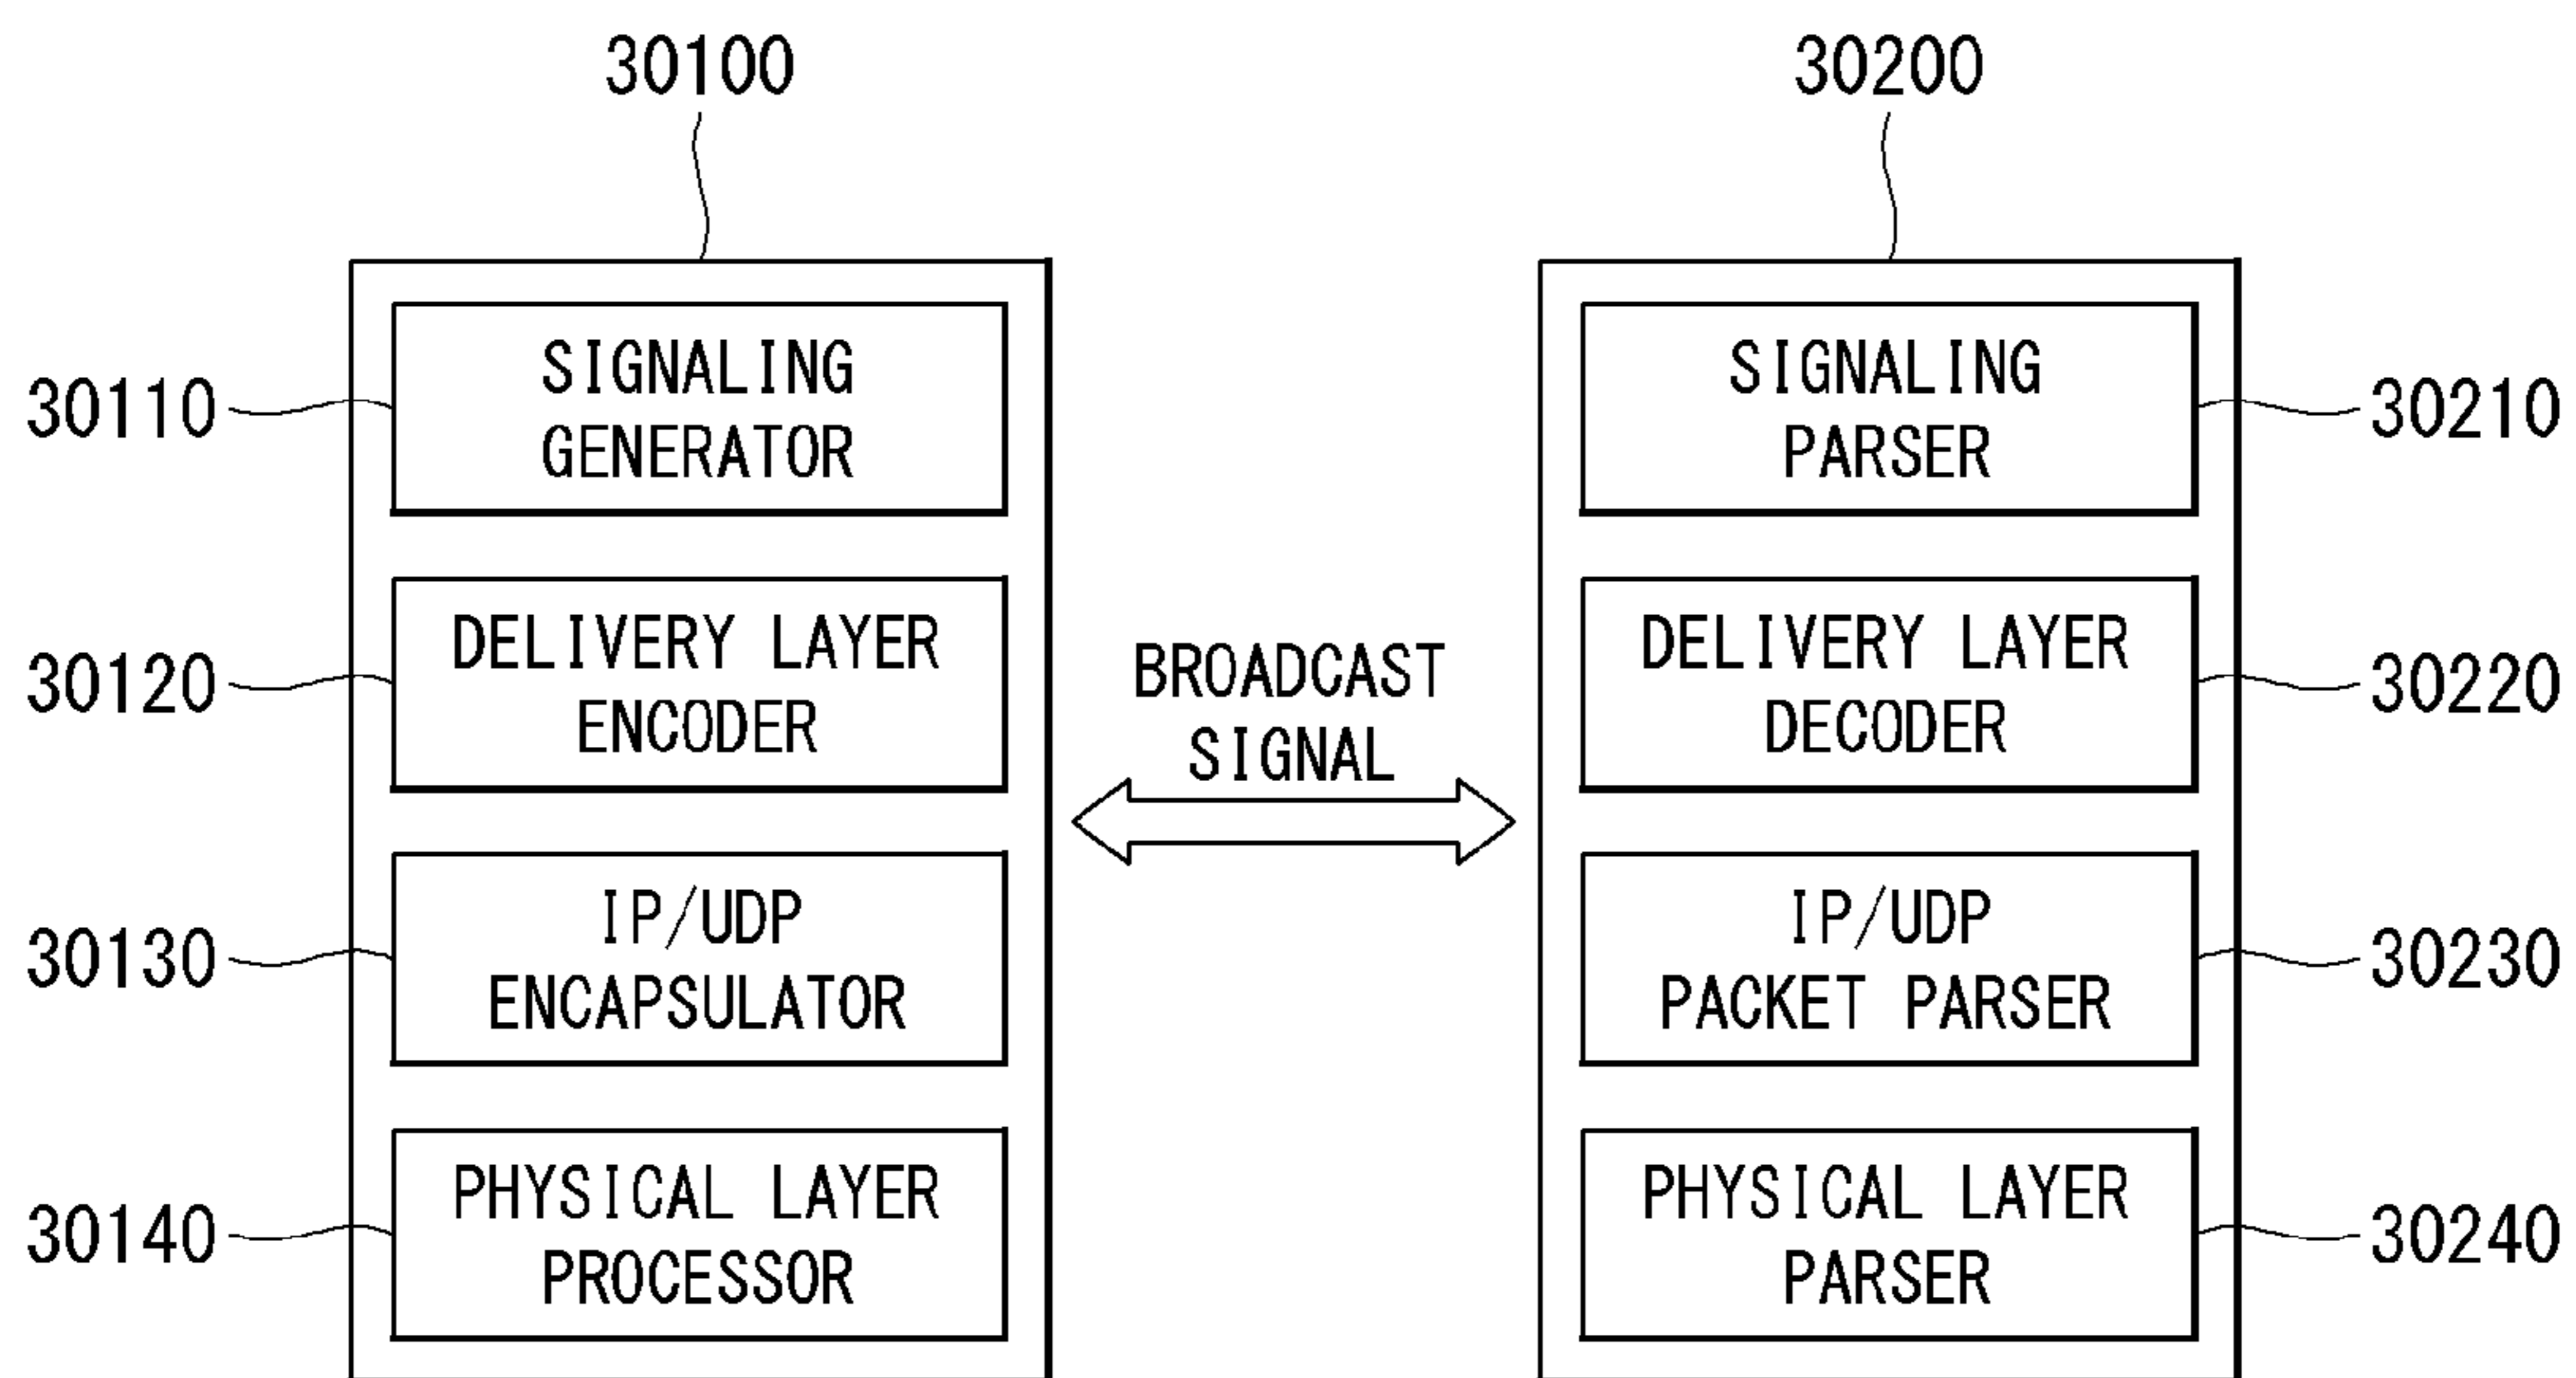 30100
30200
30110
SIGNALING
GENERATOR
SIGNALING
PARSER
30210
30120
DELIVERY LAYER
ENCODER
BROADCAST
SIGNAL
DELIVERY LAYER
DECODER
30220
30130
IP/UDP
ENCAPSULATOR
IP/UDP
PACKET PARSER
30230
30140
PHYSICAL LAYER
PROCESSOR
PHYSICAL LAYER
PARSER
30240